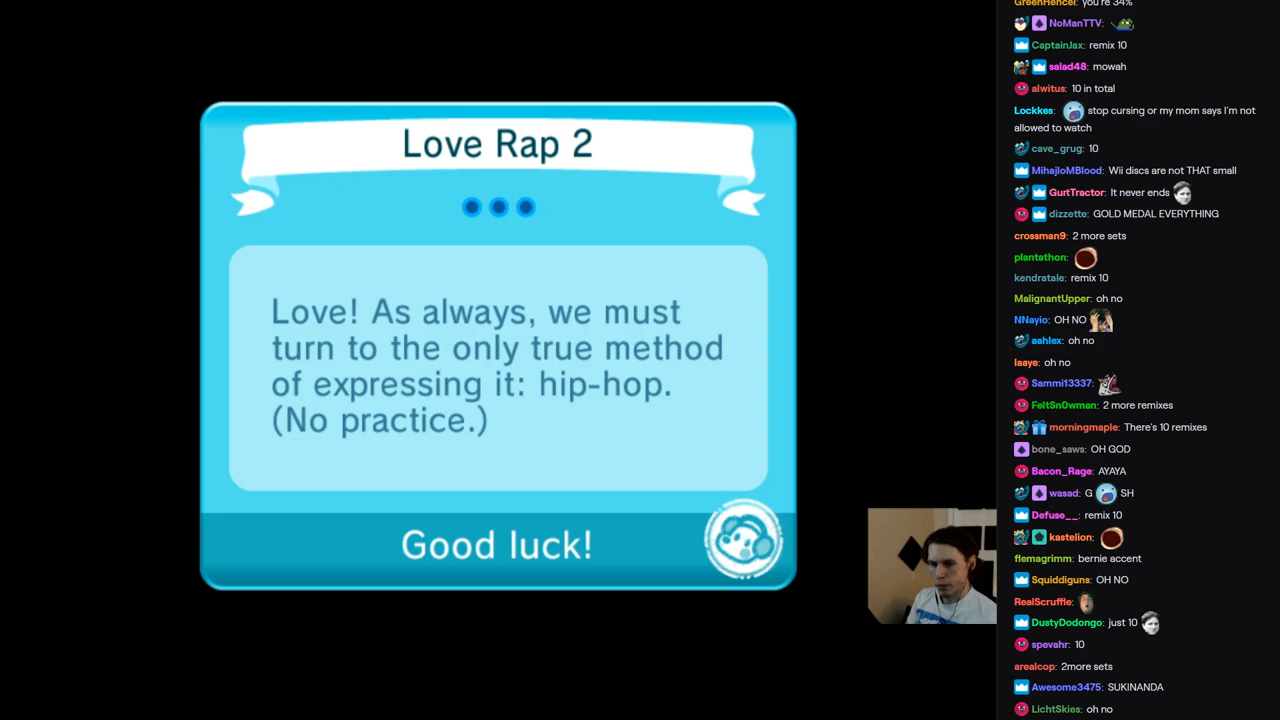 Love Rap 2
Love! As always, we must
turn to the only true method
of expressing it: hip-hop.
(No practice.)
Good luck!
GreenHencel: you're 34%
NoManTTV:
CaptainJax: remix 10
salad48: mowah
alwitus: 10 in total
Lockkes: stop cursing or my mom says I'm not
allowed to watch
cave_grug: 10
MihajloMBlood: Wii discs are not THAT small
GurtTractor: It never ends
dizzette: GOLD MEDAL EVERYTHING
crossman9: 2 more sets
plantathon:
kendratale: remix 10
MalignantUpper: oh no
NNayio: OH NO
aahlex: oh no
laaye: oh no
Sammi13337:
FeltSn0wman: 2 more remixes
morningmaple: There's 10 remixes
bone_saws: OH GOD
Bacon_Rage: AYAYA
wasad: G SH
Defuse__: remix 10
kastelion:
flemagrimm: bernie accent
Squiddiguns: OH NO
RealScruffle:
DustyDodongo: just 10
spevahr: 10
arealcop: 2more sets
Awesome3475: SUKINANDA
LichtSkies: oh no